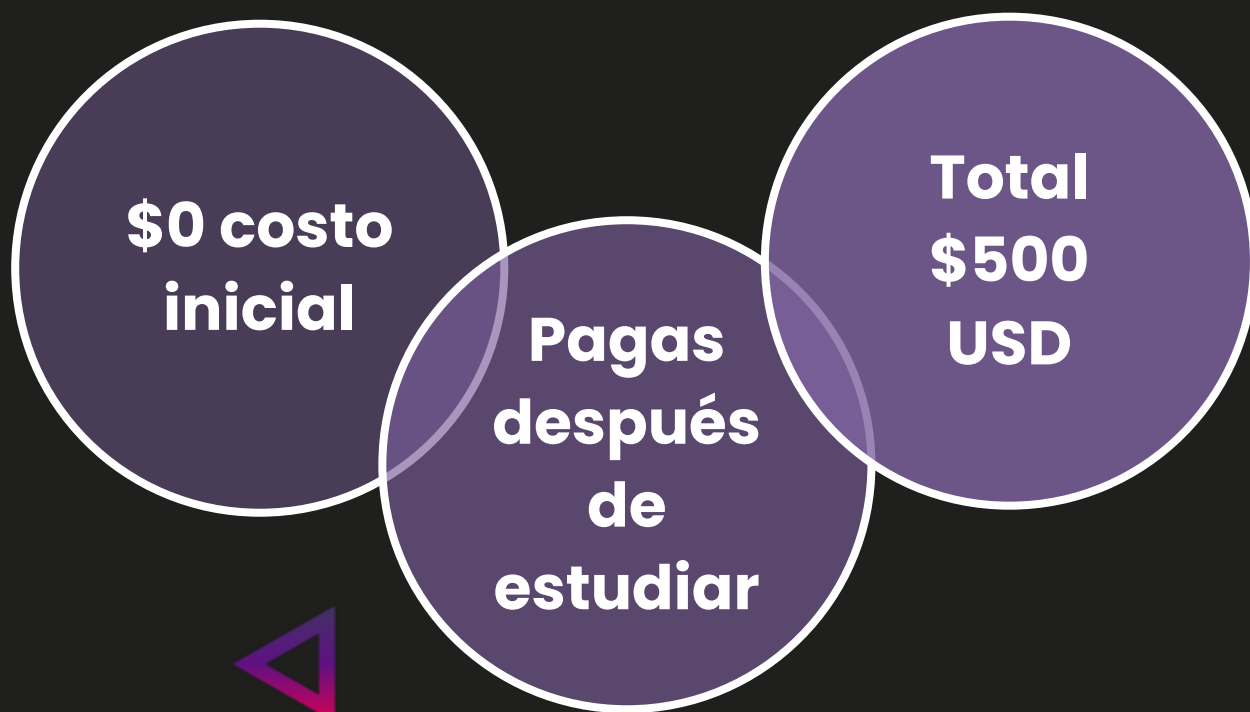 $0 costo
inicial
Pagas
después
de
estudiar
Total
$500
USD